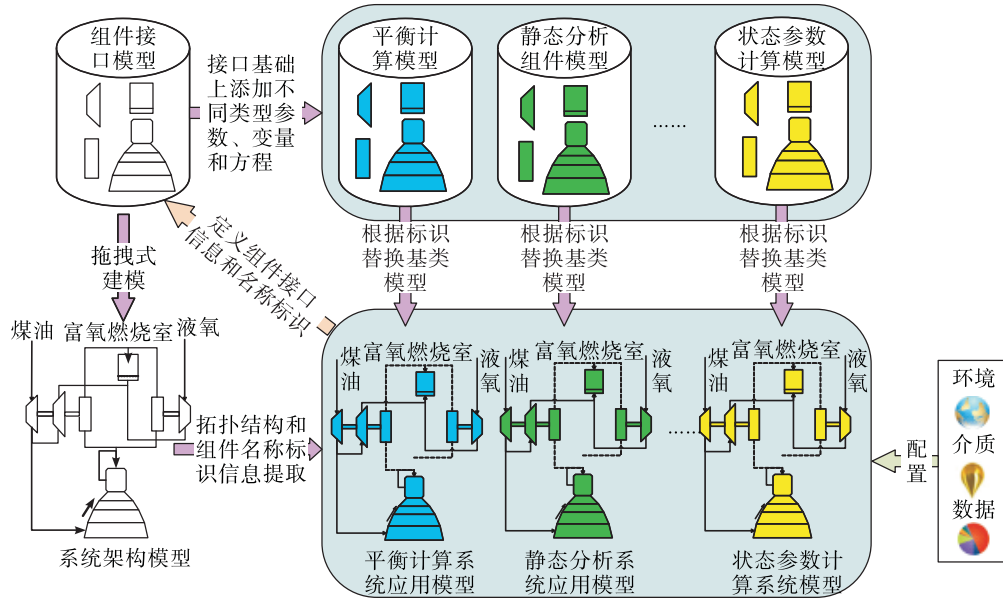 组件接
口模型
接口基础
上添加不
同类型参
数、变量
和方程
平衡计
算模型
静态分析
组件模型
……
状态参数
计算模型
拖拽式
建模
定义组件接口
信息和名称标识
根据标识
替换基类
模型
根据标识
替换基类
模型
根据标识
替换基类
模型
煤油
富氧燃烧室
液氧
系统架构模型
拓扑结构和
组件名称标
识信息提取
煤
油
富氧燃烧室
液
氧
平衡计算系
统应用模型
煤
油
富氧燃烧室
液
氧
静态分析系
统应用模型
……
煤
油
富氧燃烧室
液
氧
状态参数计
算系统模型
配
置
环境
介质
数据